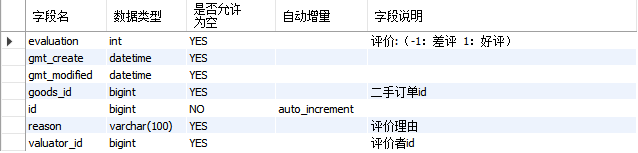 字段名 数据类型 是否允许为空 自动增量 字段说明
evaluation int YES 评价:（-1：差评 1：好评）
gmt_create datetime YES
gmt_modified datetime YES
goods_id bigint YES 二手订单id
id bigint NO auto_increment
reason varchar(100) YES 评价理由
valuator_id bigint YES 评价者id